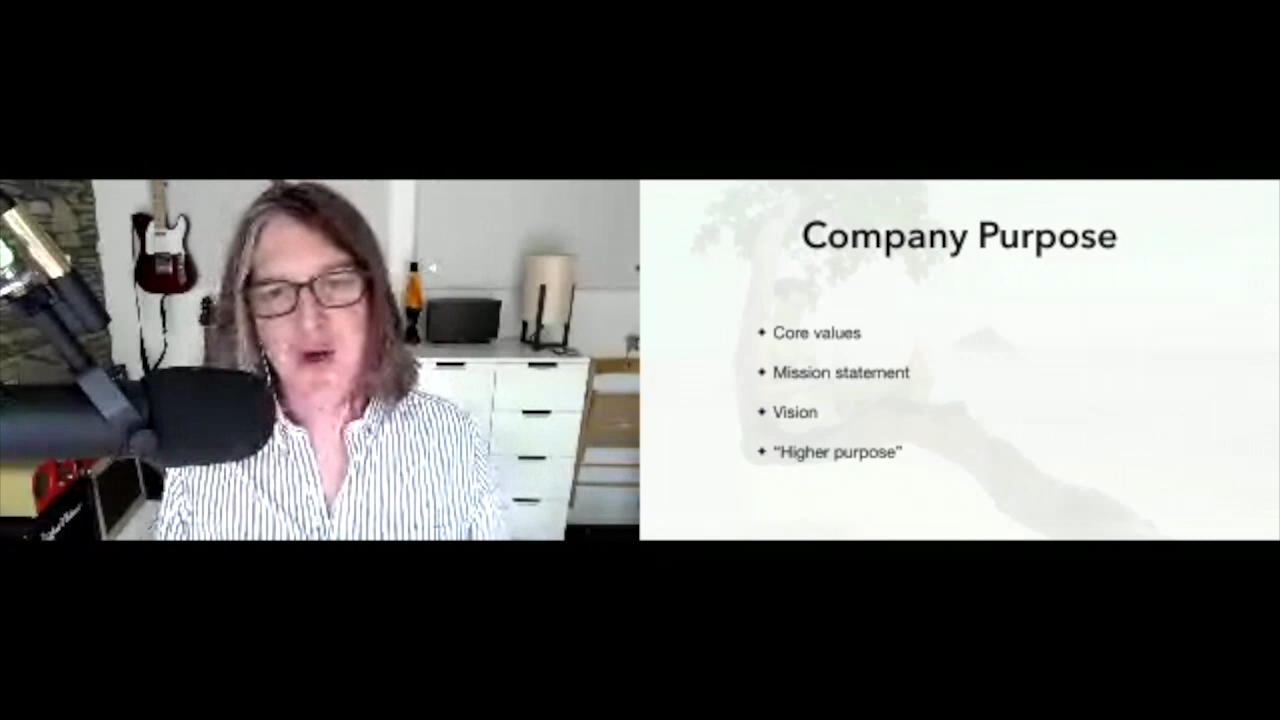 Company Purpose
✦ Core values
✦ Mission statement
✦ Vision
✦ “Higher purpose”